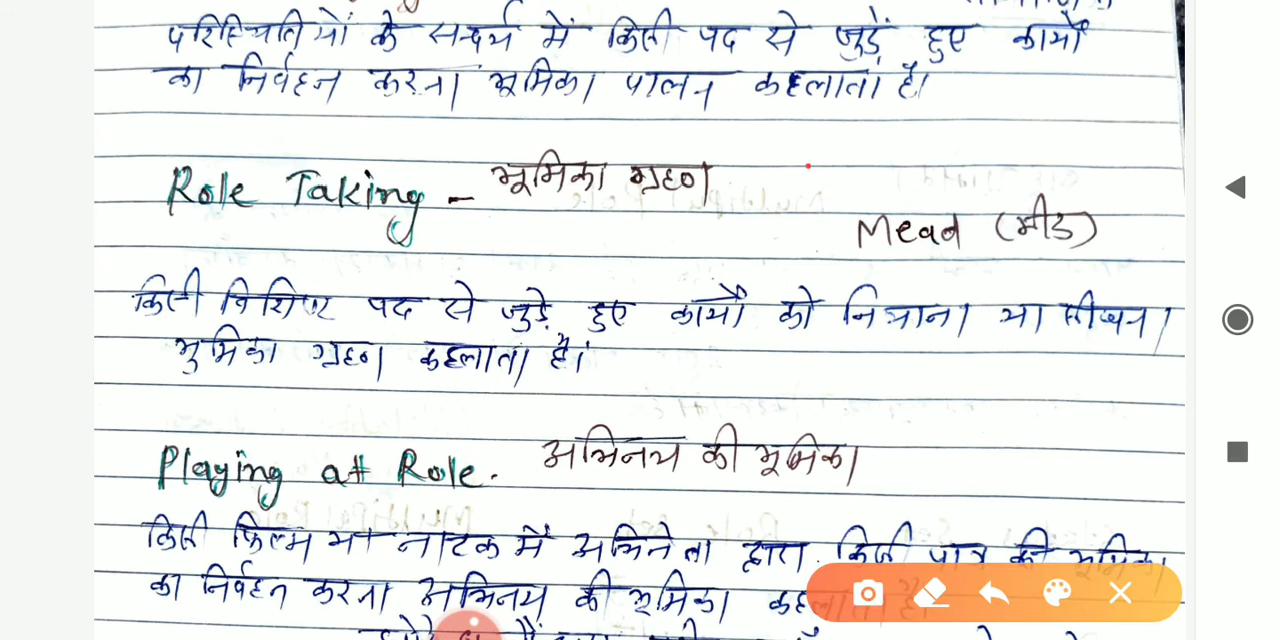 परिस्थितियों के सन्दर्भ में किसी पद से जुड़ें हुए कार्यों
का निर्वहन करना भूमिका पालन कहलाता है।
Role Taking - भूमिका ग्रहण
Mead (मीड)
किसी विशिष्ट पद से जुड़े हुए कार्यों को निभाना या सीखना
भुमिका ग्रहण कहलाता है।
Playing at Role. अभिनय की भूमिका
किसी फिल्म या नाटक में अभिनेता द्वारा किसी पात्र की भूमिका
का निर्वहन करना अभिनय की भूमिका कहलाता है।